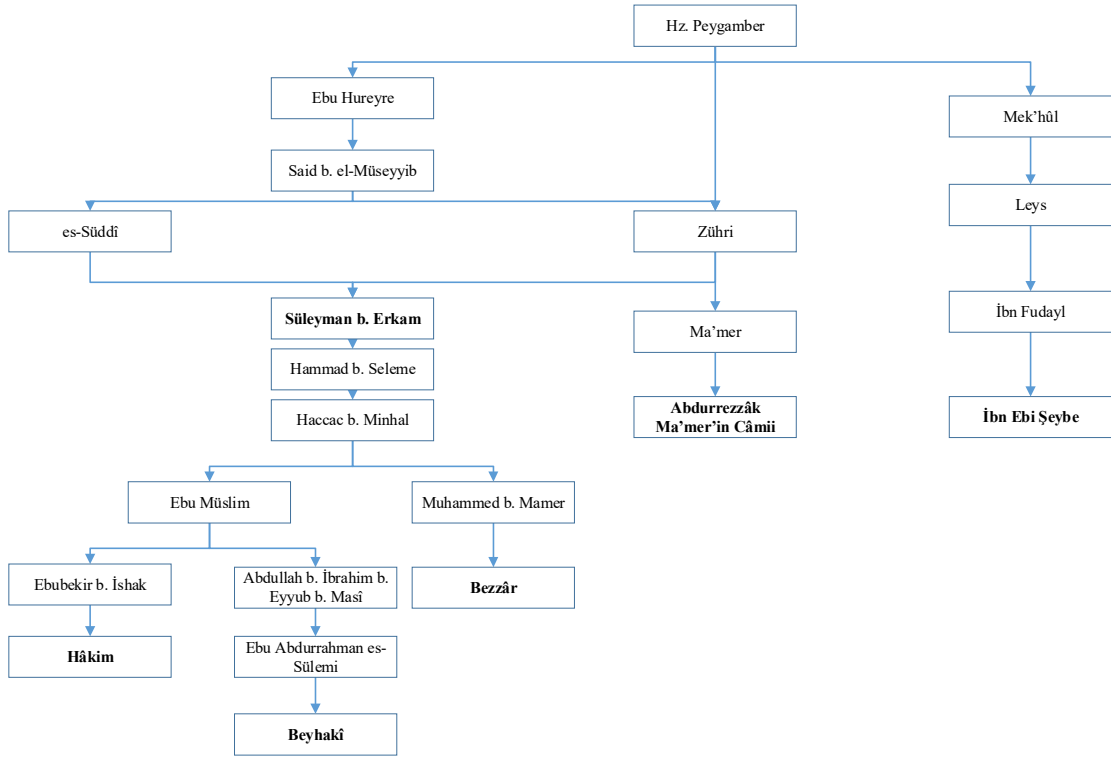 Hz. Peygamber
Ebu Hureyre
Mek’hûl
Said b. el-Müseyyib
es-Süddî
Zühri
Leys
Süleyman b. Erkam
Ma’mer
İbn Fudayl
Hammad b. Seleme
Haccac b. Minhal
Abdurrezzâk
Ma’mer’in Câmii
İbn Ebi Şeybe
Ebu Müslim
Muhammed b. Mamer
Ebubekir b. İshak
Abdullah b. İbrahim b.
Eyyub b. Masî
Bezzâr
Hâkim
Ebu Abdurrahman es-
Sülemi
Beyhakî